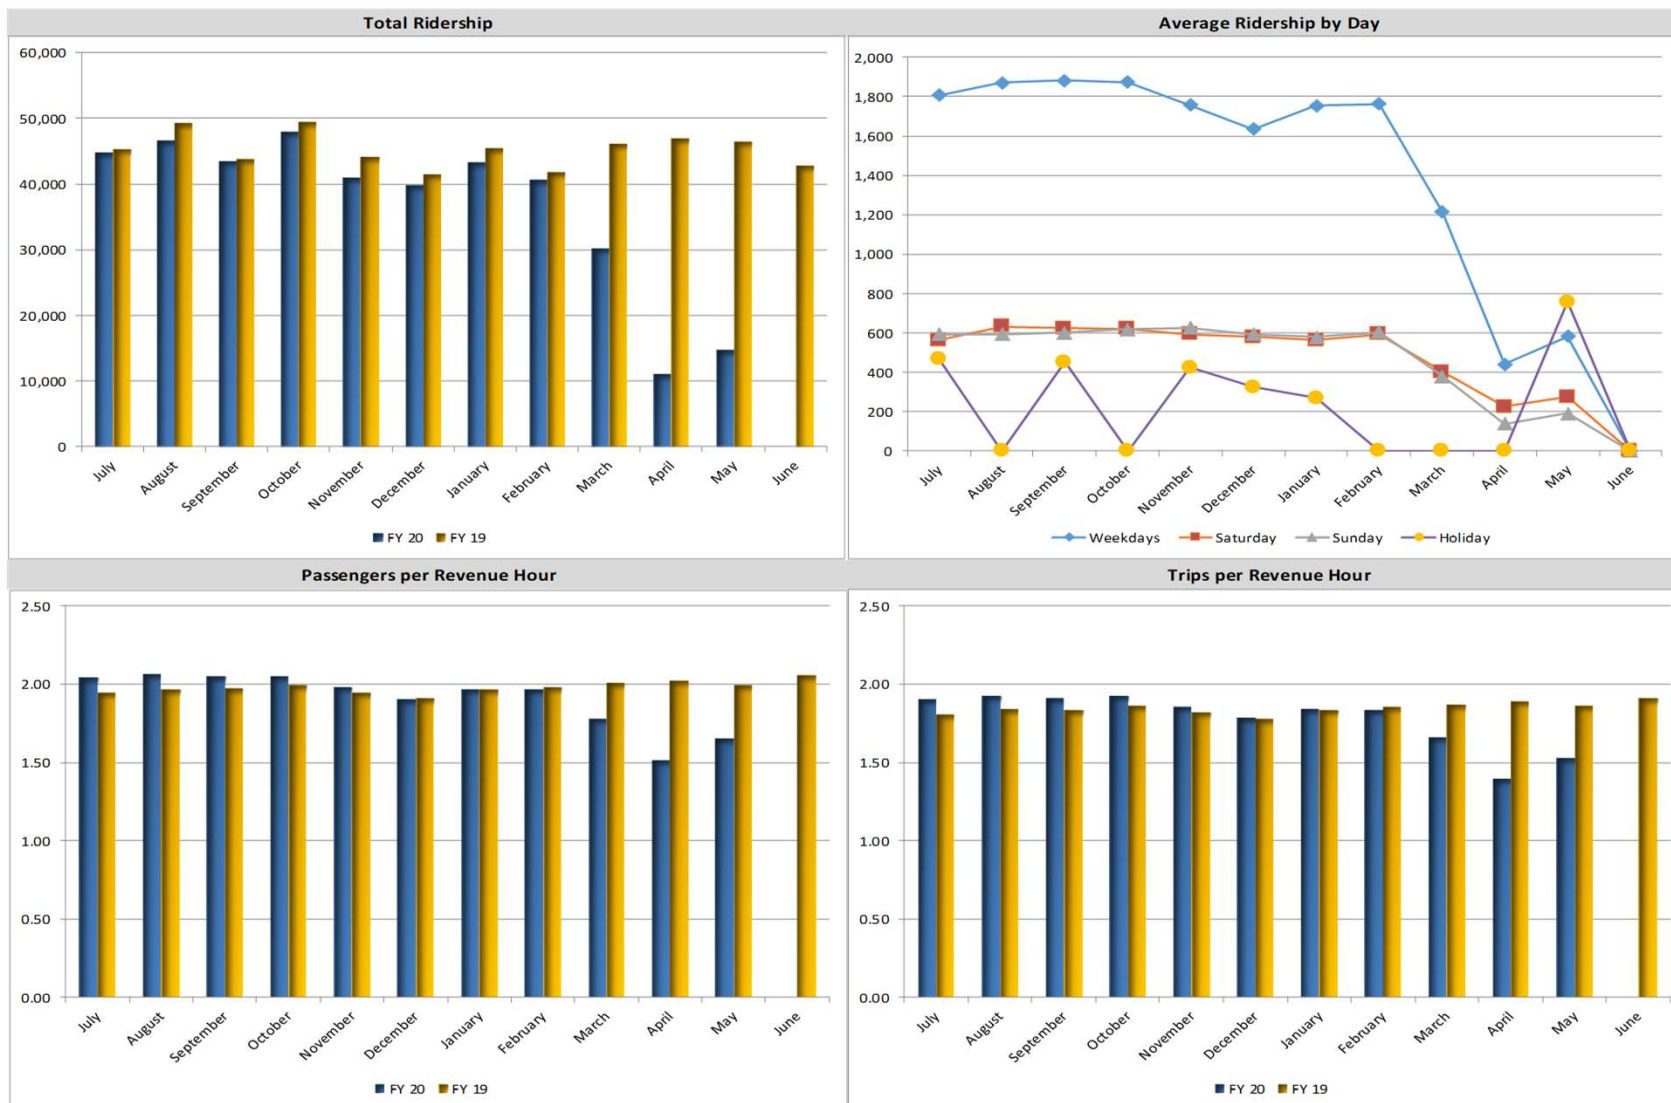 Total Ridership
60,000
50,000
40,000
30,000
20,000
10,000
0
July August September October November December January February March April May June
FY 20 FY 19
Average Ridership by Day
2,000
1,800
1,600
1,400
1,200
1,000
800
600
400
200
0
July August September October November December January February March April May June
Weekdays Saturday Sunday Holiday
Passengers per Revenue Hour
2.50
2.00
1.50
1.00
0.50
0.00
July August September October November December January February March April May June
FY 20 FY 19
Trips per Revenue Hour
2.50
2.00
1.50
1.00
0.50
0.00
July August September October November December January February March April May June
FY 20 FY 19